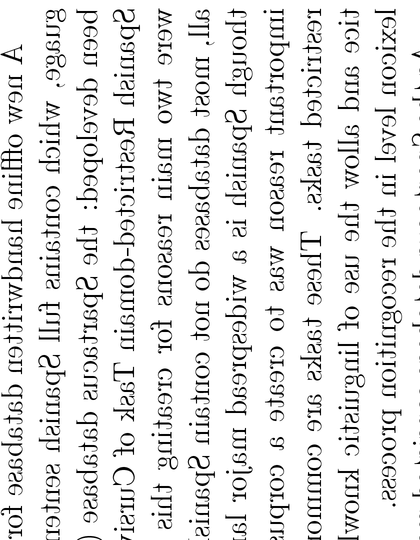 A new offline handwritten database for
guage, which contains full Spanish senten
been developed: the Spartacus database (
Spanish Restricted-domain Task of Cursiv
were two main reasons for creating this
all, most databases do not contain Spanis
though Spanish is a widespread major lan
important reason was to create a corpus
restricted tasks. These tasks are common
tice and allow the use of linguistic knowl
lexicon level in the recognition process.